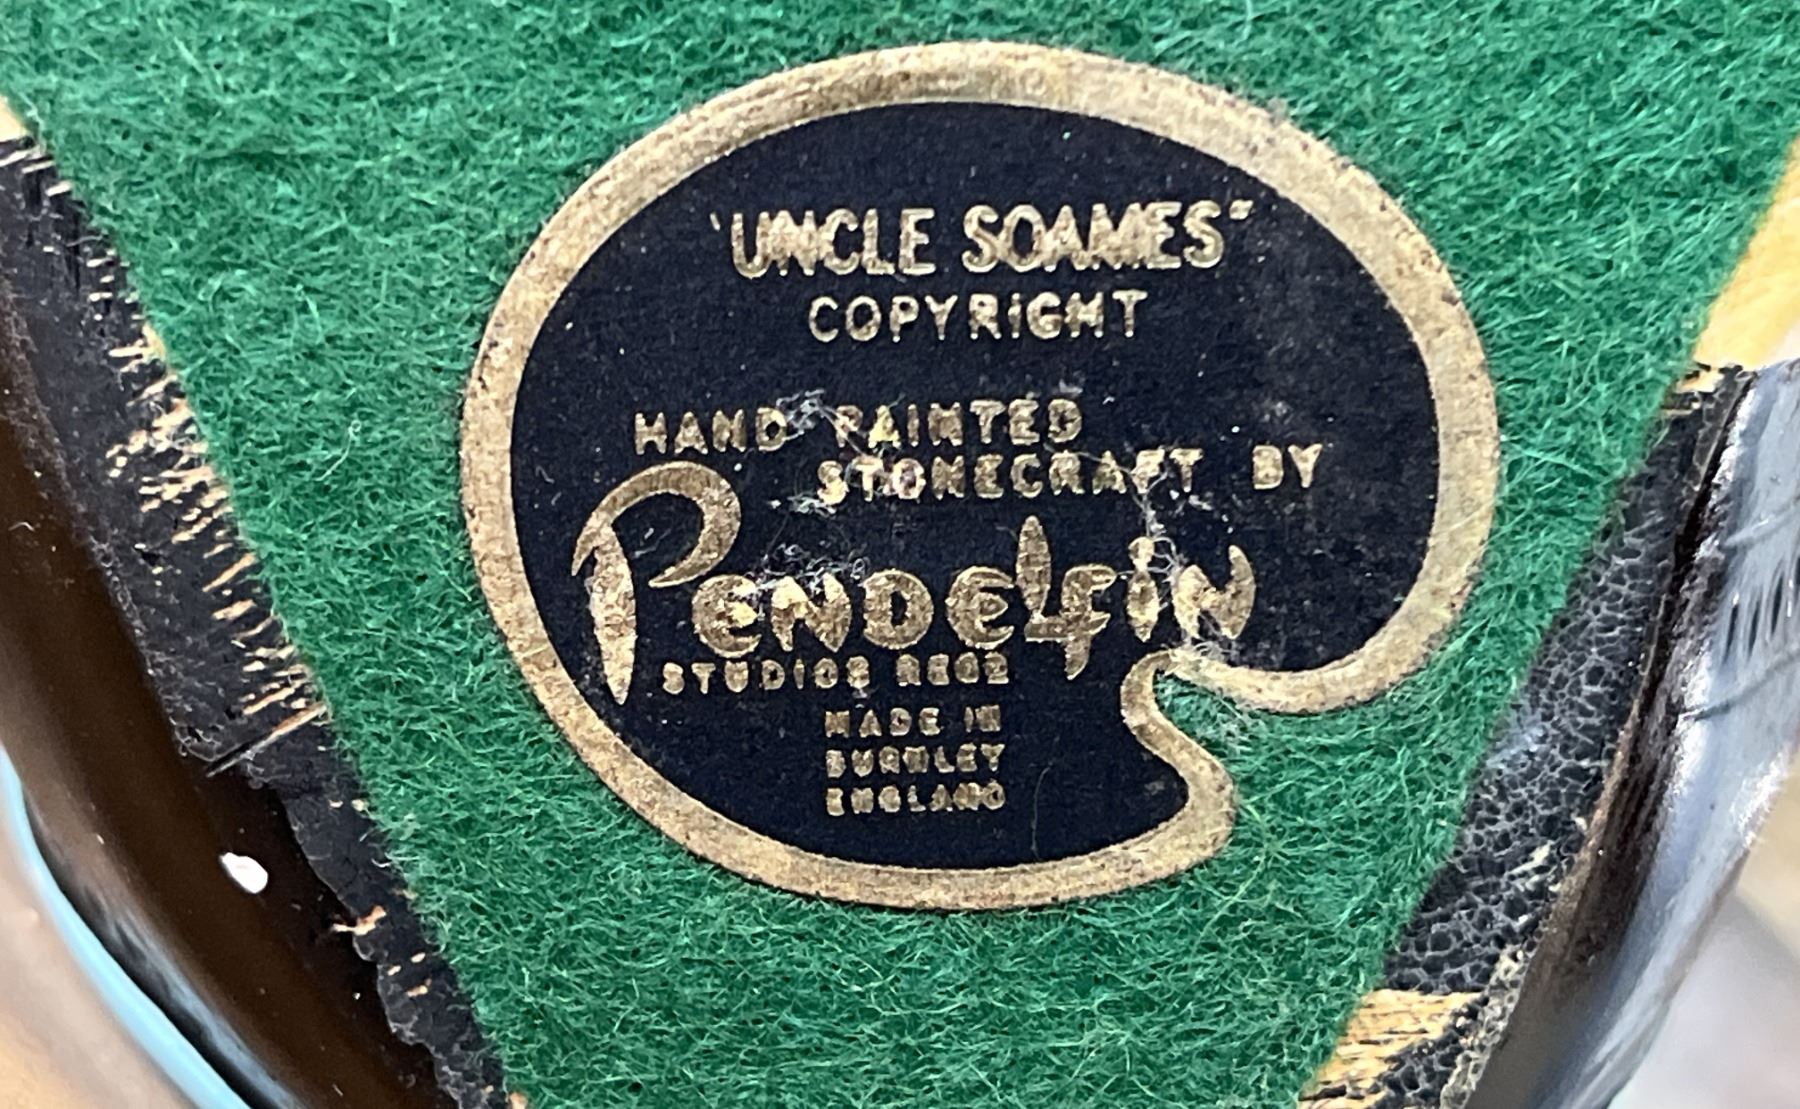 'UNCLE SOAMES"
COPYRIGHT
HAND PAINTED
STONECRAFT BY
PENDELFIN
STUDIOS REGD
MADE IN
BURNLEY
ENGLAND